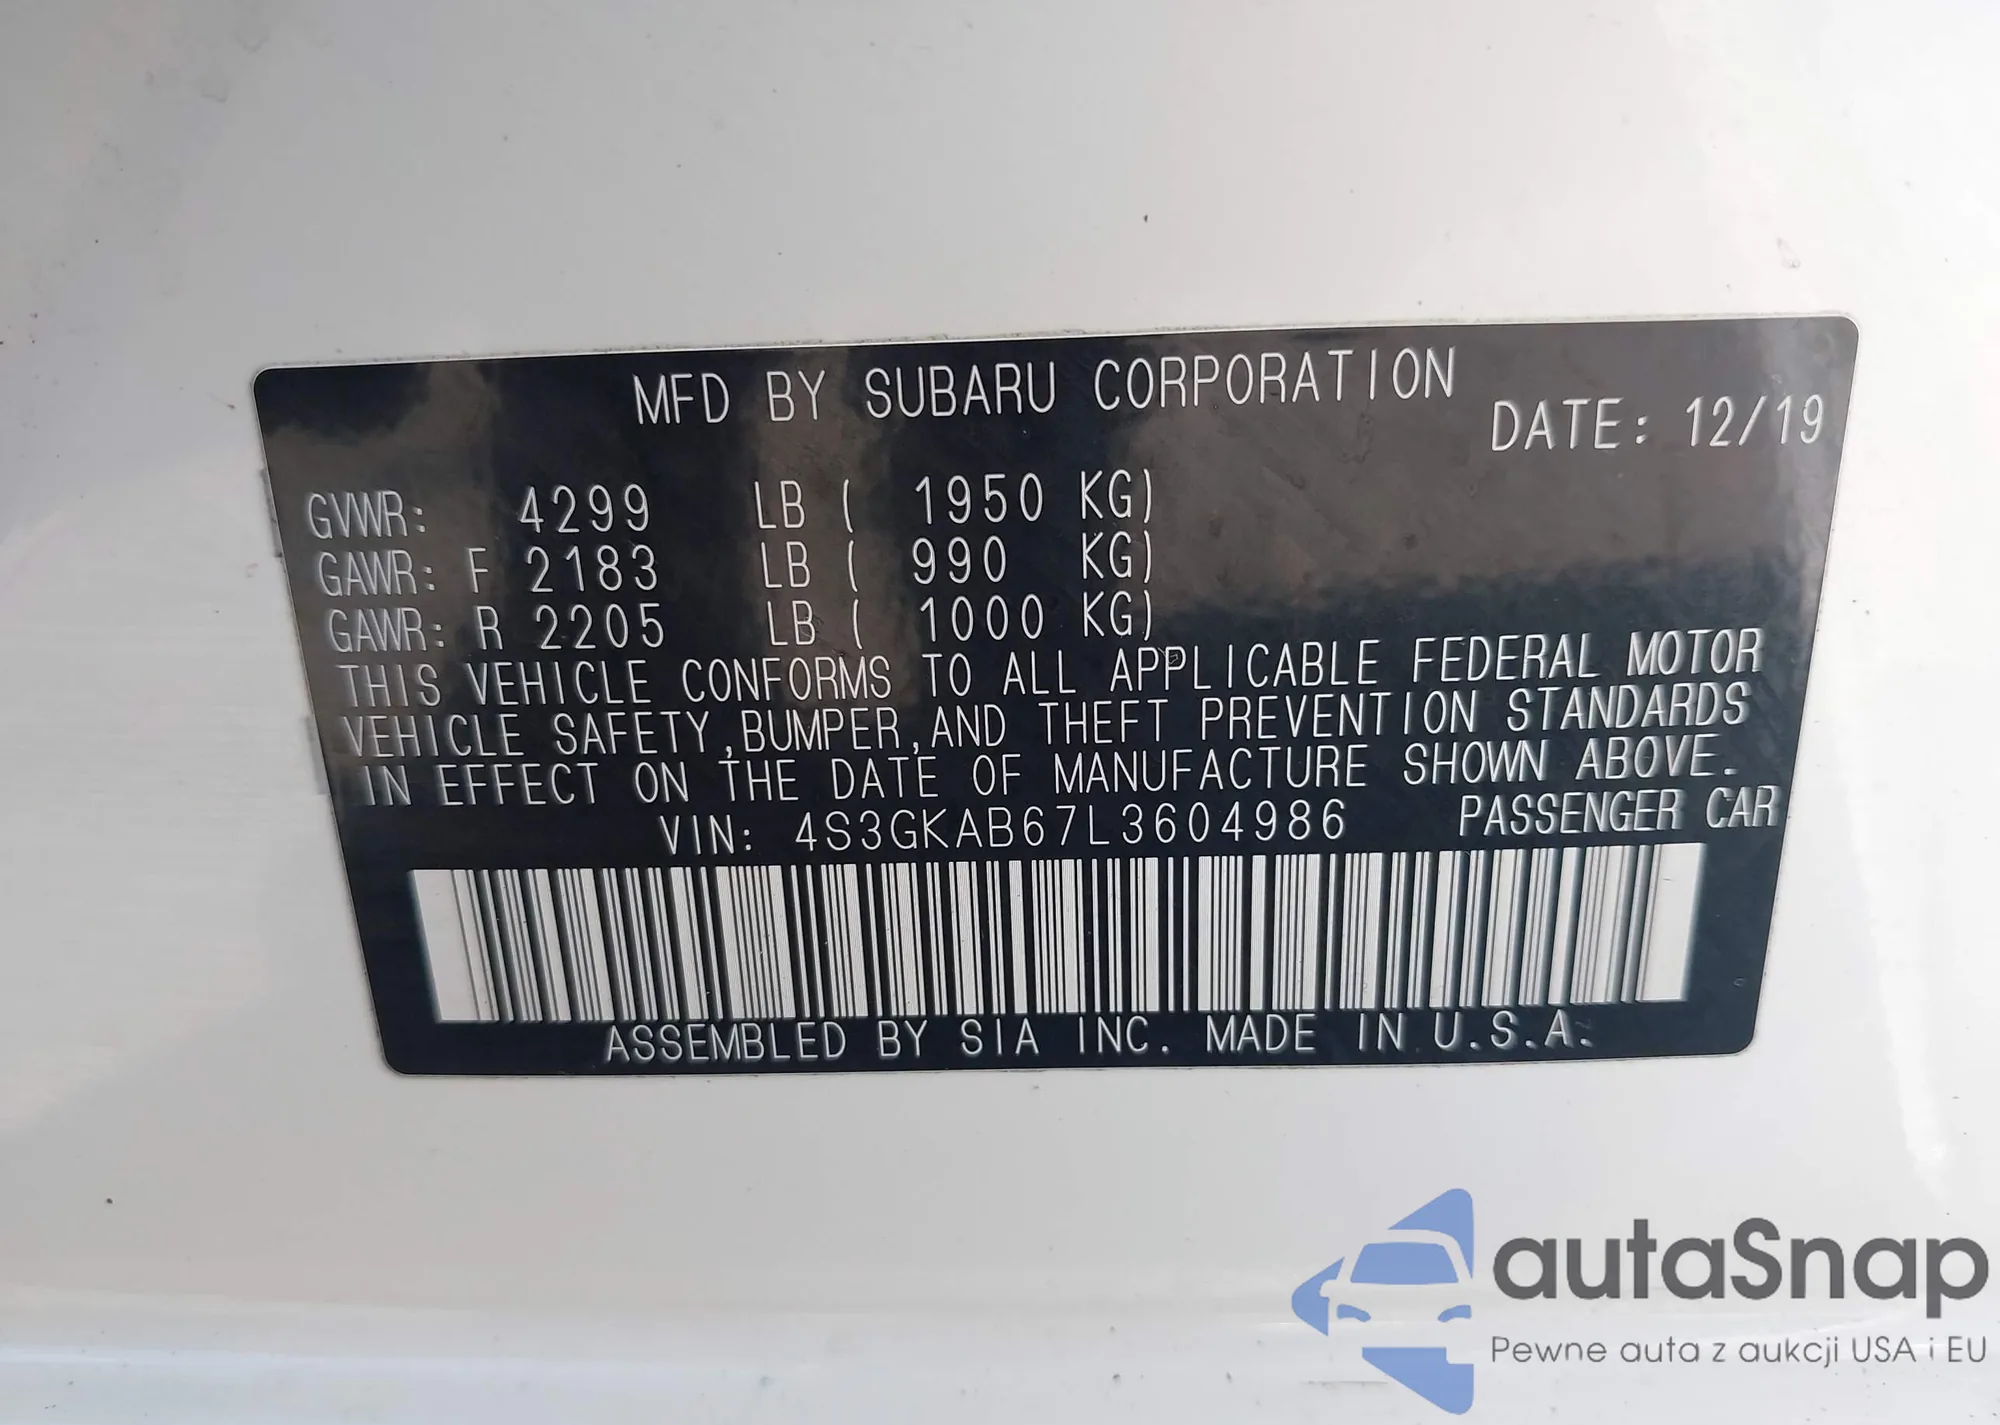 MFD BY SUBARU CORPORATION
DATE: 12/19
GVWR: 4299 LB ( 1950 KG)
GAWR: F 2183 LB ( 990 KG)
GAWR: R 2205 LB ( 1000 KG)
THIS VEHICLE CONFORMS TO ALL APPLICABLE FEDERAL MOTOR
VEHICLE SAFETY,BUMPER,AND THEFT PREVENTION STANDARDS
IN EFFECT ON THE DATE OF MANUFACTURE SHOWN ABOVE.
VIN: 4S3GKAB67L3604986 PASSENGER CAR
ASSEMBLED BY SIA INC. MADE IN U.S.A.
autaSnap
Pewne auta z aukcji USA i EU